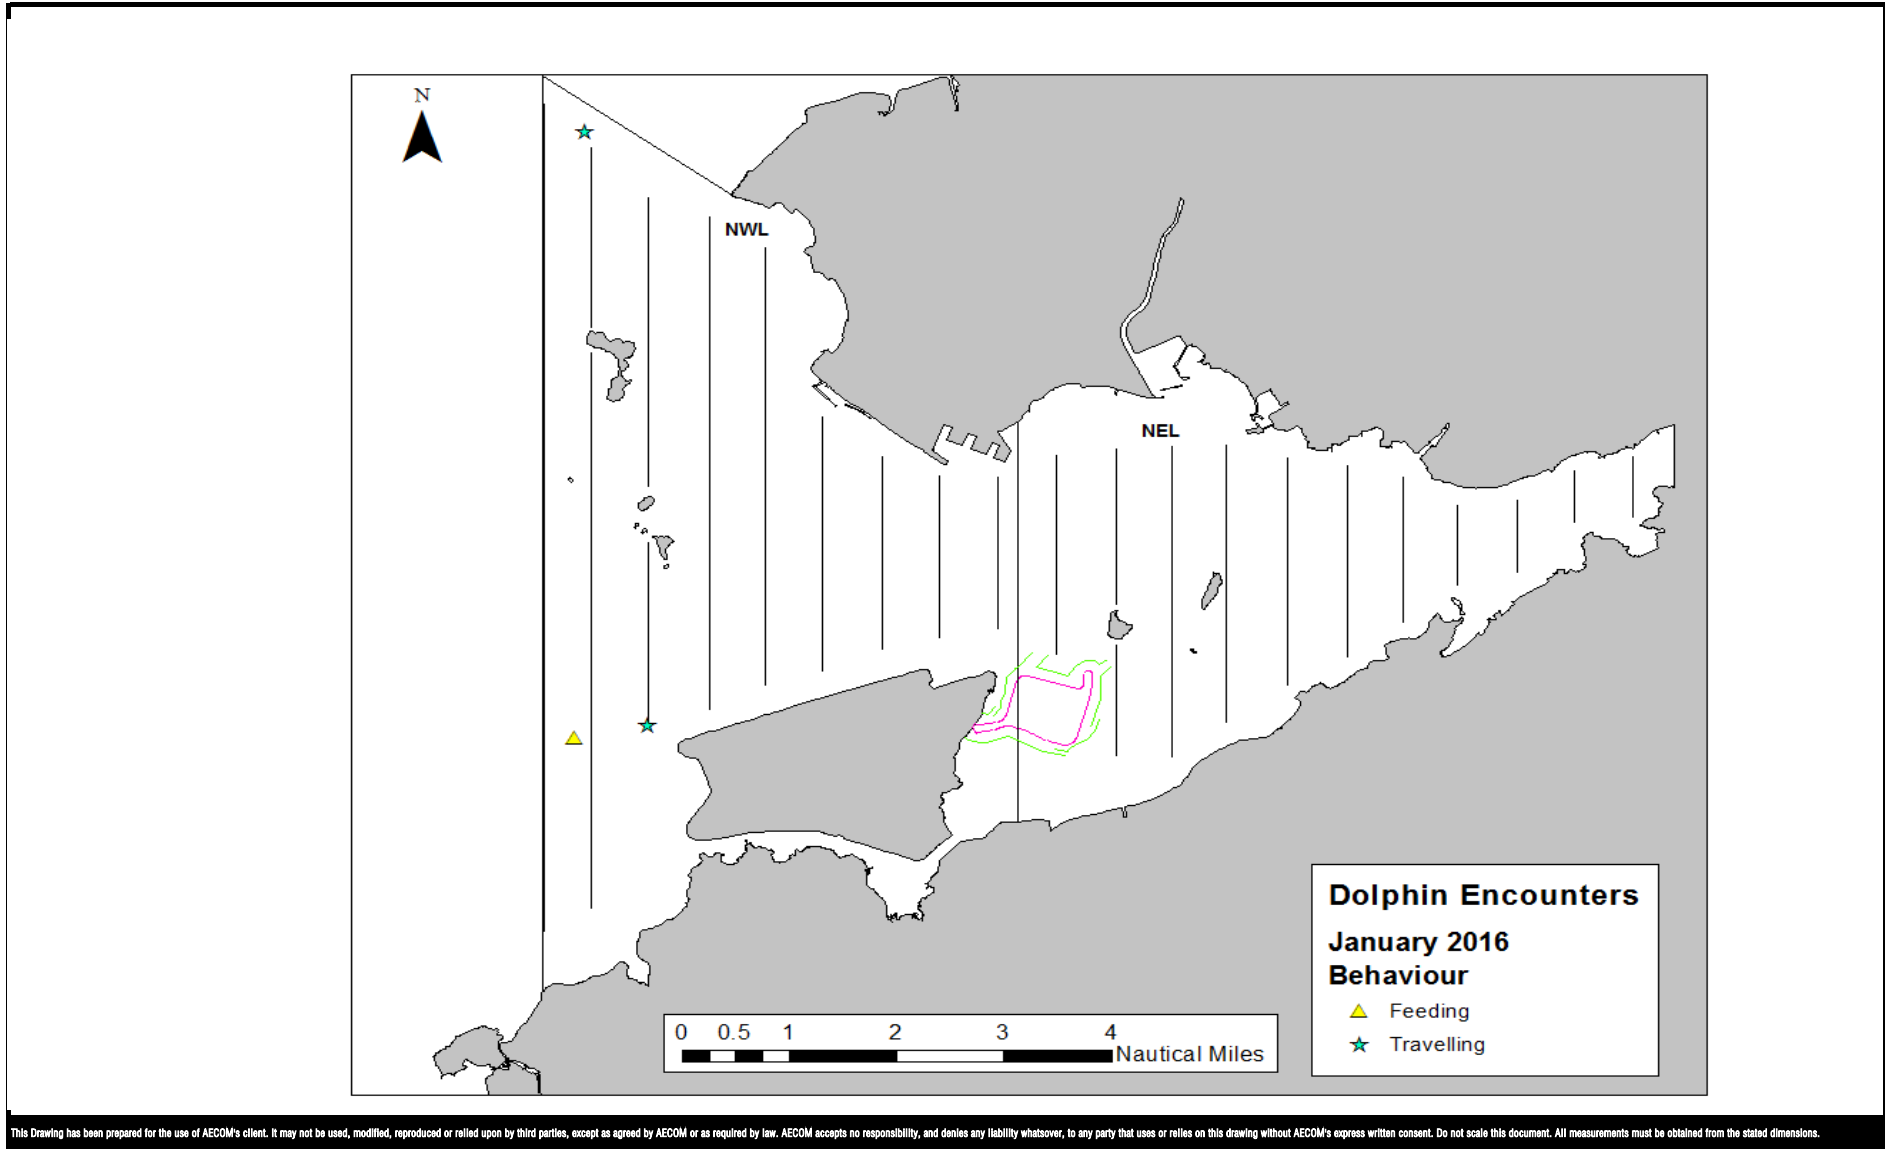 N
NWL
NEL
Dolphin Encounters
January 2016
Behaviour
Feeding
Travelling
0 0.5 1 2 3 4
Nautical Miles
This Drawing has been prepared for the use of AECOM's client. It may not be used, modified, reproduced or relied upon by third parties, except as agreed by AECOM or as required by law. AECOM accepts no responsibility, and denies any liability whatsover, to any party that uses or relies on this drawing without AECOM's express written consent. Do not scale this document. All measurements must be obtained from the stated dimensions.